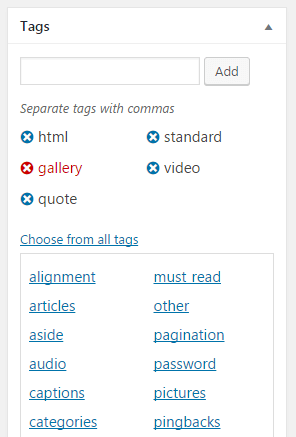 Tags
Add
Separate tags with commas
html standard
gallery video
quote
Choose from all tags
alignment must read
articles other
aside pagination
audio password
captions pictures
categories pingbacks